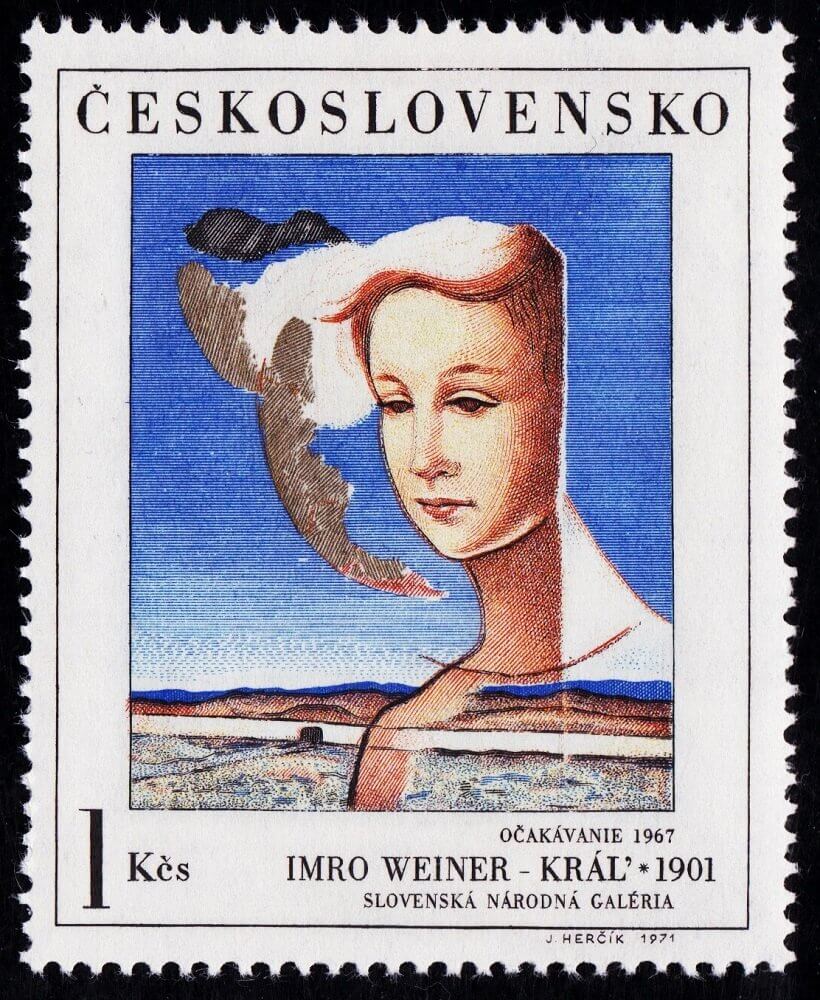 ČESKOSLOVENSKO
OČAKÁVANIE 1967
1 Kčs
IMRO WEINER - KRÁĽ * 1901
SLOVENSKÁ NÁRODNÁ GALÉRIA
J. HERČÍK 1971